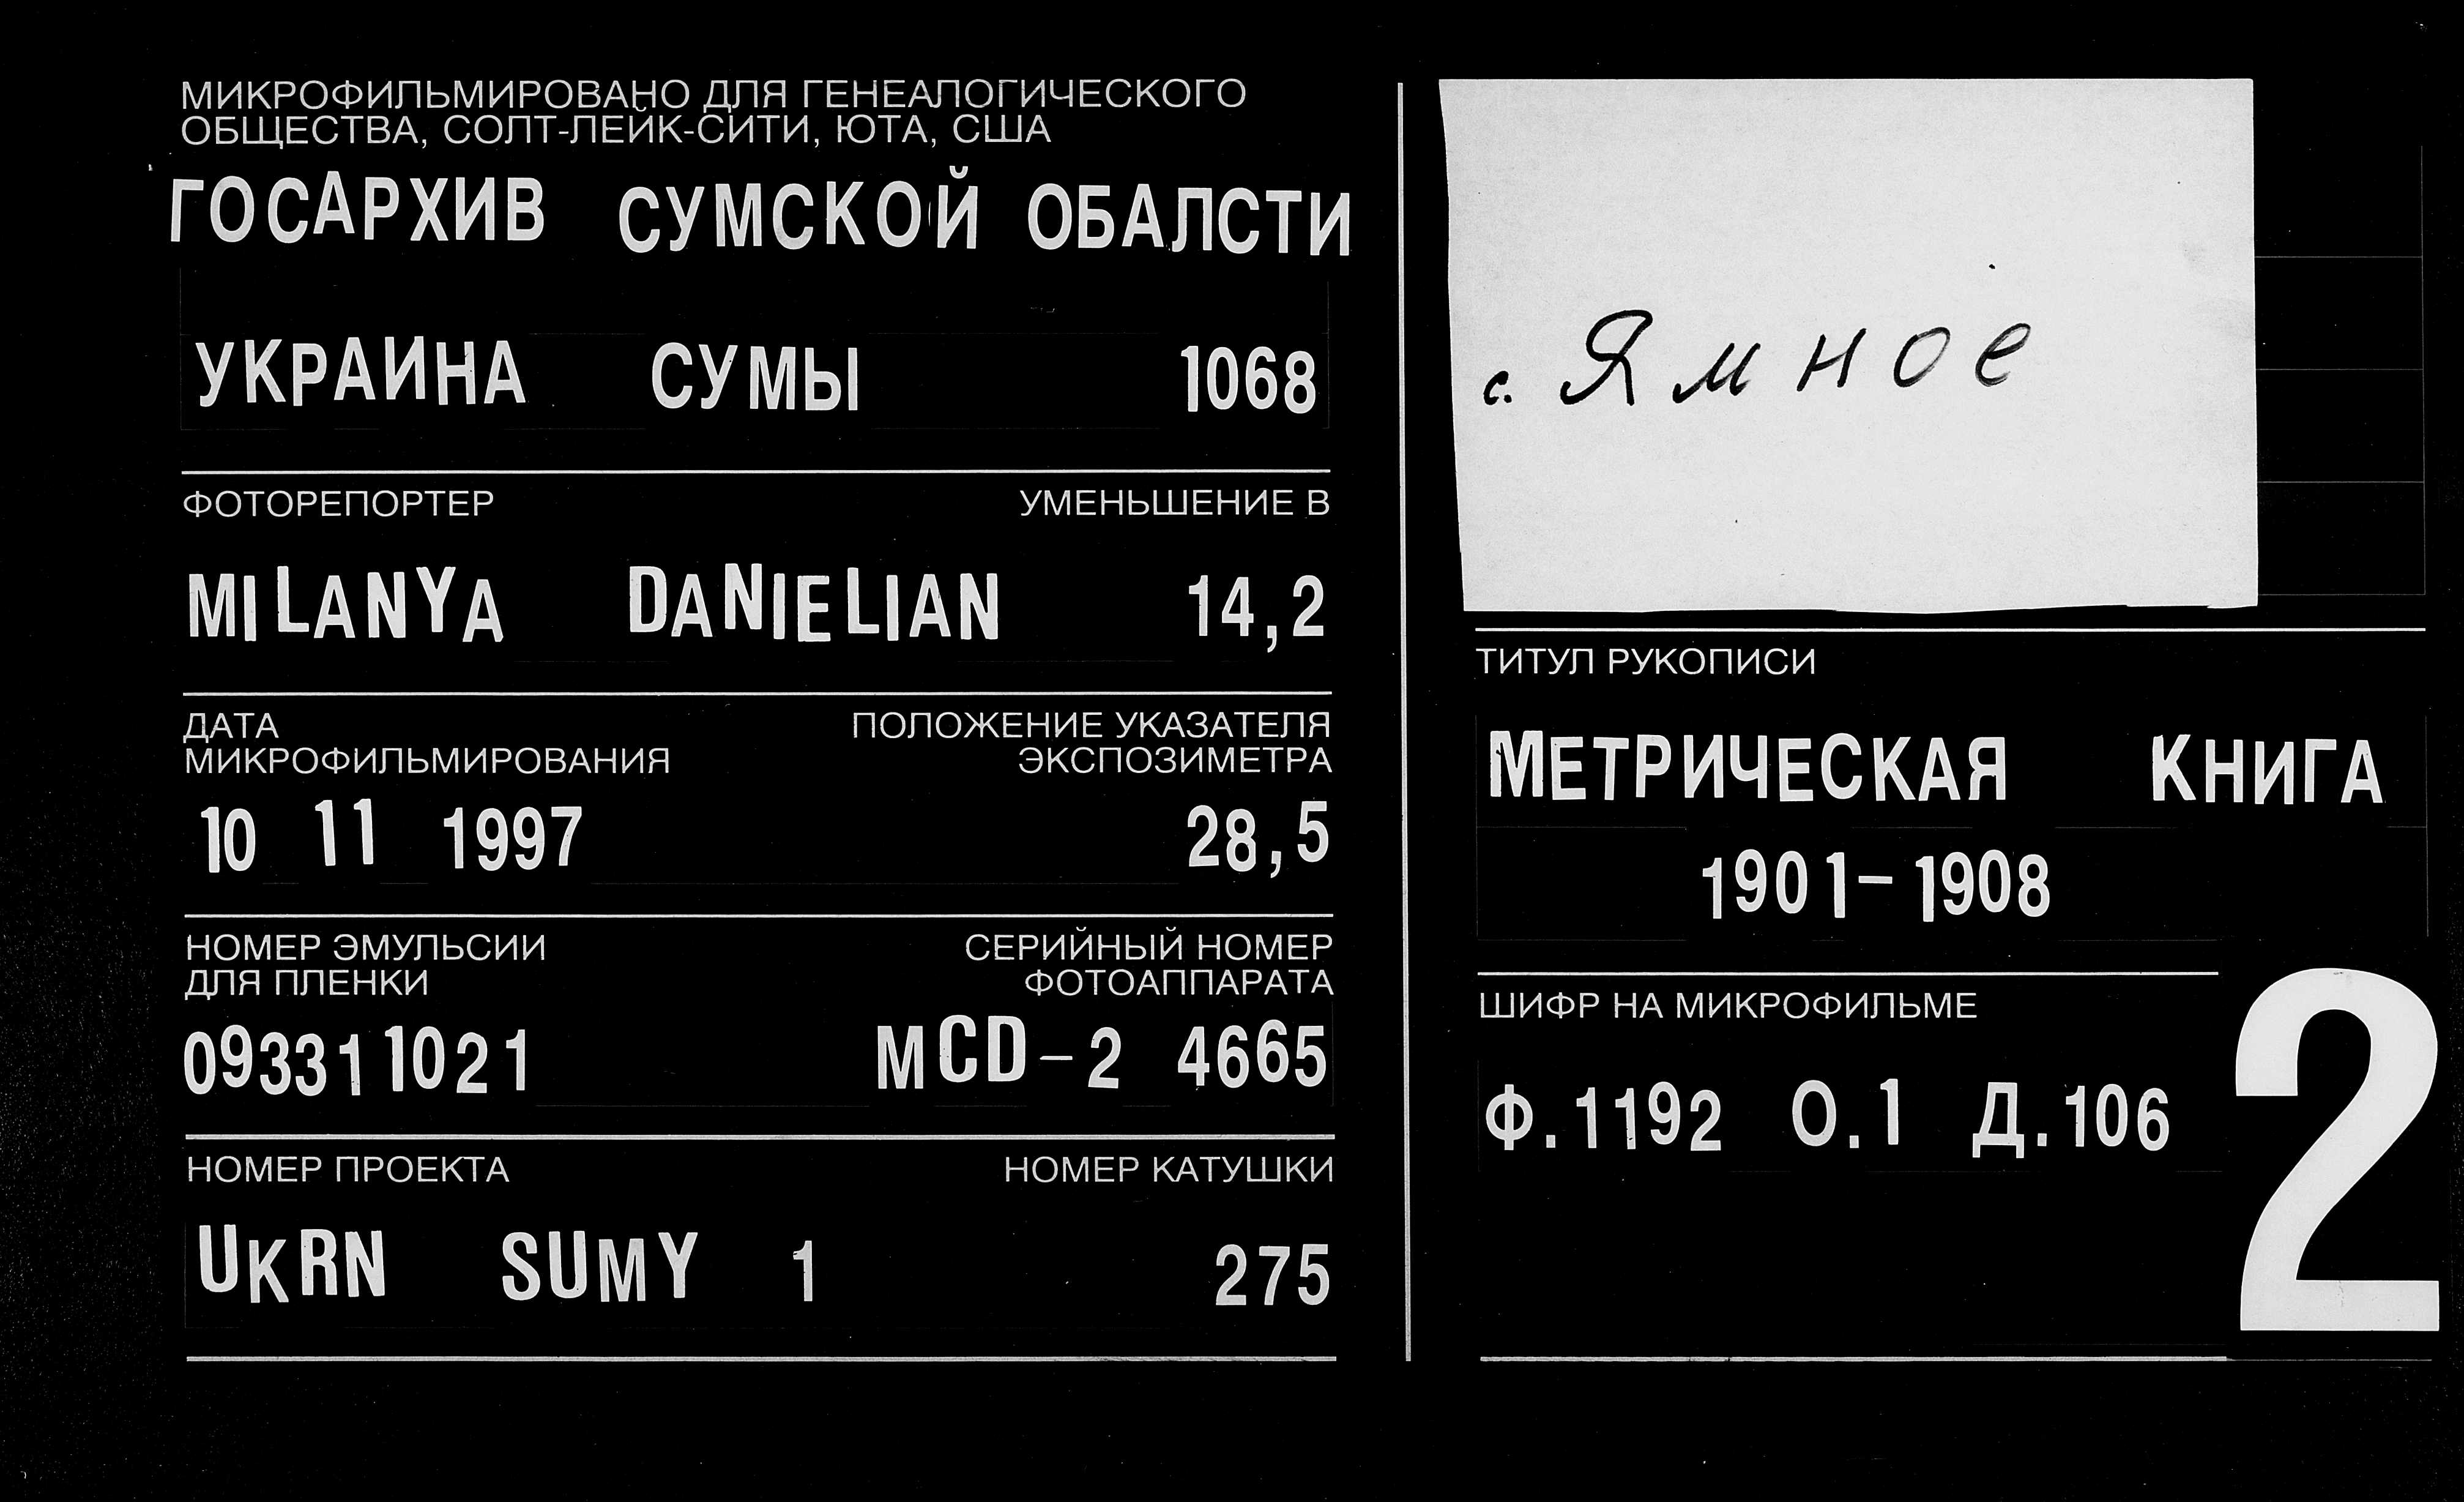 МИКРОФИЛЬМИРОВАНО ДЛЯ ГЕНЕАЛОГИЧЕСКОГО
ОБЩЕСТВА, СОЛТ-ЛЕЙК-СИТИ, ЮТА, США
ГОСАРХИВ СУМСКОЙ ОБАЛСТИ
УКРАИНА СУМЫ 1068
ФОТОРЕПОРТЕР УМЕНЬШЕНИЕ В
MILANYA DANIELIAN 14,2
ДАТА ПОЛОЖЕНИЕ УКАЗАТЕЛЯ
МИКРОФИЛЬМИРОВАНИЯ ЭКСПОЗИМЕТРА
10 11 1997 28,5
НОМЕР ЭМУЛЬСИИ СЕРИЙНЫЙ НОМЕР
ДЛЯ ПЛЕНКИ ФОТОАППАРАТА
093311021 MCD-2 4665
НОМЕР ПРОЕКТА НОМЕР КАТУШКИ
UKRN SUMY 1 275
с. Ямное
ТИТУЛ РУКОПИСИ
МЕТРИЧЕСКАЯ КНИГА
1901-1908
ШИФР НА МИКРОФИЛЬМЕ
Ф.1192 О.1 Д.106
2